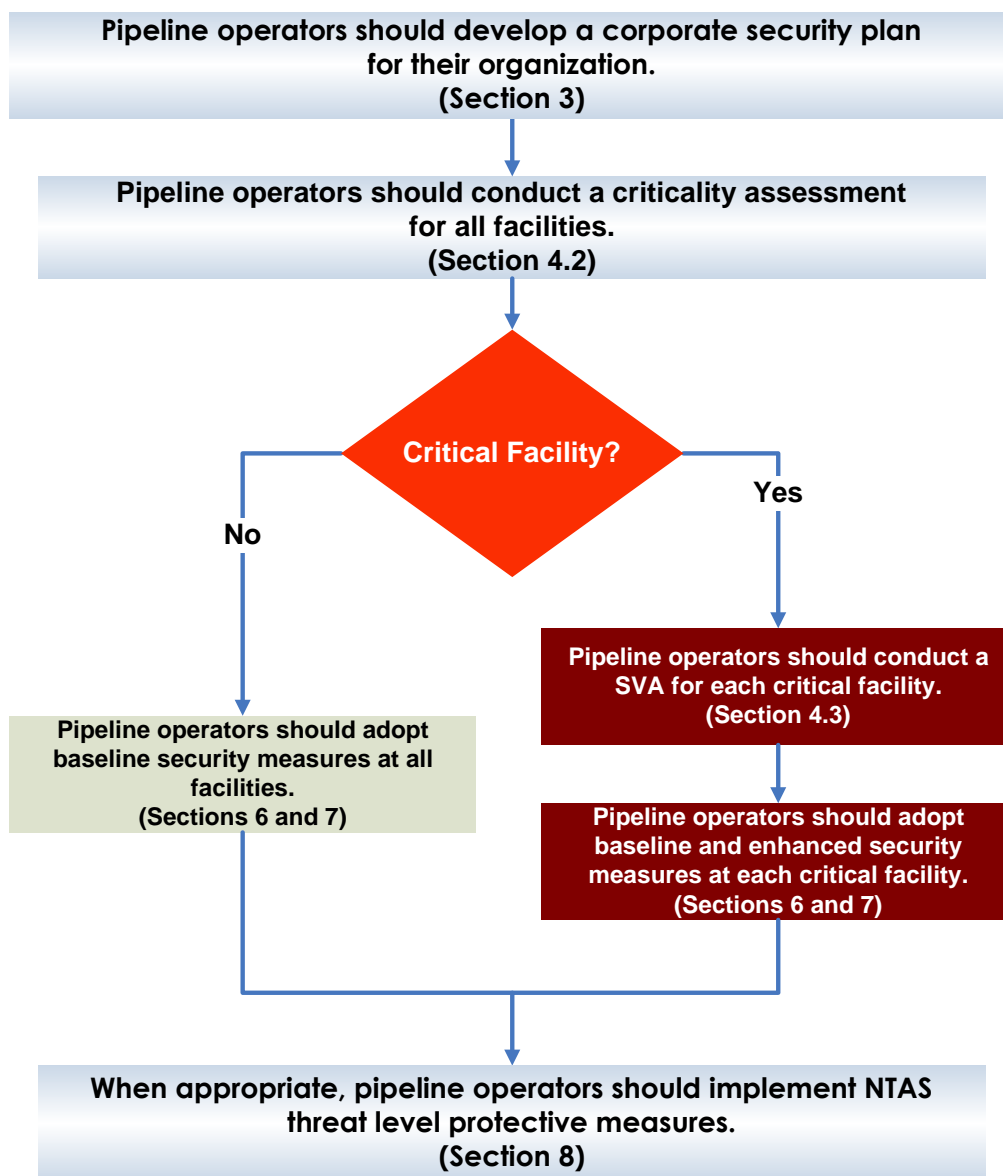 Pipeline operators should develop a corporate security plan
for their organization.
(Section 3)
Pipeline operators should conduct a criticality assessment
for all facilities.
(Section 4.2)
Critical Facility?
Yes
No
Pipeline operators should conduct a
SVA for each critical facility.
(Section 4.3)
Pipeline operators should adopt
baseline security measures at all
facilities.
(Sections 6 and 7)
Pipeline operators should adopt
baseline and enhanced security
measures at each critical facility.
(Sections 6 and 7)
When appropriate, pipeline operators should implement NTAS
threat level protective measures.
(Section 8)